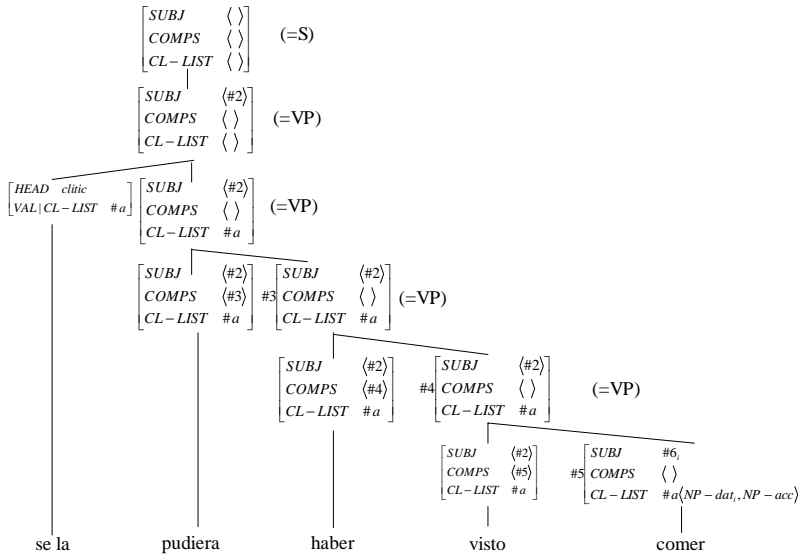 SUBJ ⟨ ⟩
COMPS ⟨ ⟩ (=S)
CL–LIST ⟨ ⟩
SUBJ ⟨#2⟩
COMPS ⟨ ⟩ (=VP)
CL–LIST ⟨ ⟩
HEAD clitic
VAL|CL–LIST #a
SUBJ ⟨#2⟩
COMPS ⟨ ⟩ (=VP)
CL–LIST #a
SUBJ ⟨#2⟩
COMPS ⟨#3⟩
CL–LIST #a
SUBJ ⟨#2⟩
#3 COMPS ⟨ ⟩ (=VP)
CL–LIST #a
SUBJ ⟨#2⟩
COMPS ⟨#4⟩
CL–LIST #a
SUBJ ⟨#2⟩
#4 COMPS ⟨ ⟩ (=VP)
CL–LIST #a
SUBJ ⟨#2⟩
COMPS ⟨#5⟩
CL–LIST #a
SUBJ #6i
#5 COMPS ⟨ ⟩
CL–LIST #a⟨NP–dati, NP–acc⟩
se la pudiera haber visto comer